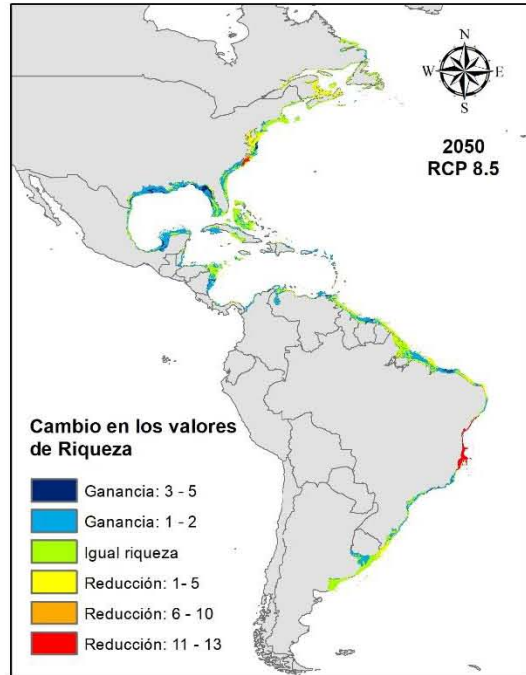 N
W E
S
2050
RCP 8.5
Cambio en los valores
de Riqueza
Ganancia: 3 - 5
Ganancia: 1 - 2
Igual riqueza
Reducción: 1- 5
Reducción: 6 - 10
Reducción: 11 - 13